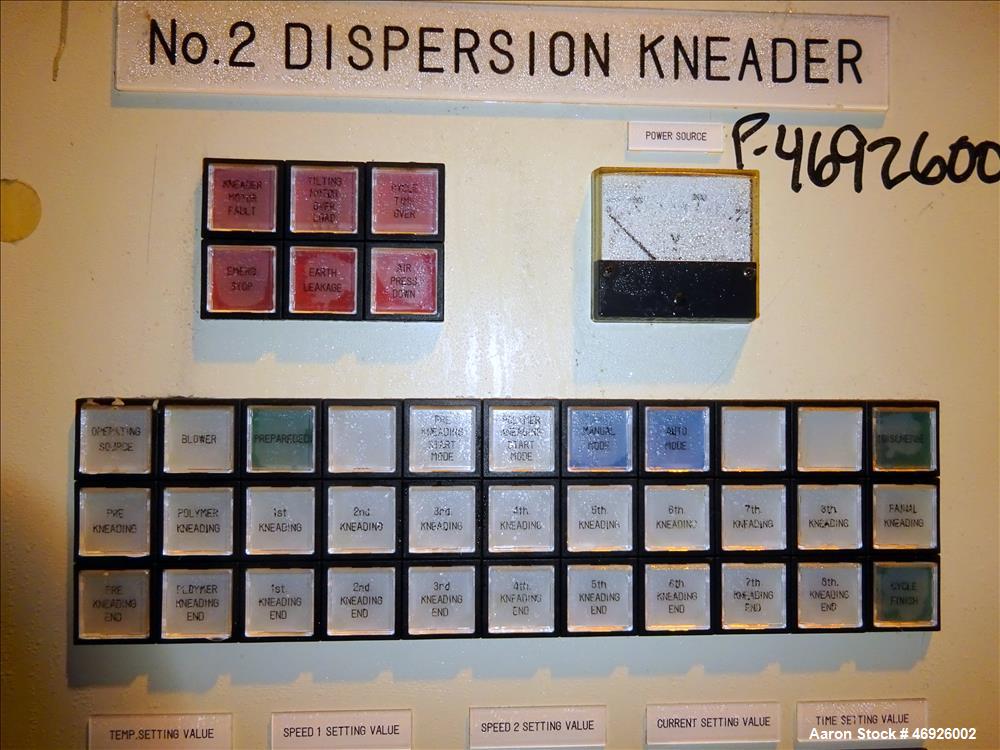 No.2 DISPERSION KNEADER
POWER SOURCE
P-4692600
KNEADER
MOTOR
FAULT
TILTING
MOTOR
OVER
LOAD
CYCLE
TIME
OVER
EMERG
STOP
EARTH
LEAKAGE
AIR
PRESS
DOWN
V
OPERATING
SOURCE
BLOWER
PRE
KNEADING
START
MODE
POLYMER
KNEADING
START
MODE
MANUAL
MODE
AUTO
MODE
PRE
KNEADING
POLYMER
KNEADING
1st
KNEADING
2nd
KNEADING
3rd
KNEADING
4th.
KNEADING
5th
KNEADING
6th.
KNEADING
7th.
KNEADING
8th.
KNEADING
KNEADING
PRE
KNEADING
END
POLYMER
KNEADING
END
1st.
KNEADING
END
2nd.
KNEADING
END
3rd
KNEADING
END
4th.
KNEADING
END
5th
KNEADING
END
6th.
KNEADING
END
7th.
KNEADING
END
8th.
KNEADING
END
CYCLE
FINISH
TEMP.SETTING VALUE
SPEED 1 SETTING VALUE
SPEED 2 SETTING VALUE
CURRENT SETTING VALUE
TIME SETTING VALUE
Aaron Stock # 46926002